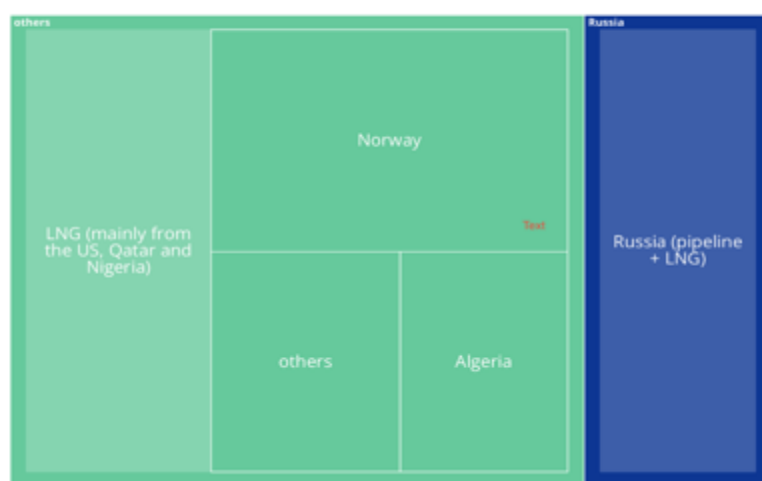 others
Russia
Norway
Text
LNG (mainly from
the US, Qatar and
Nigeria)
Russia (pipeline
+ LNG)
others
Algeria